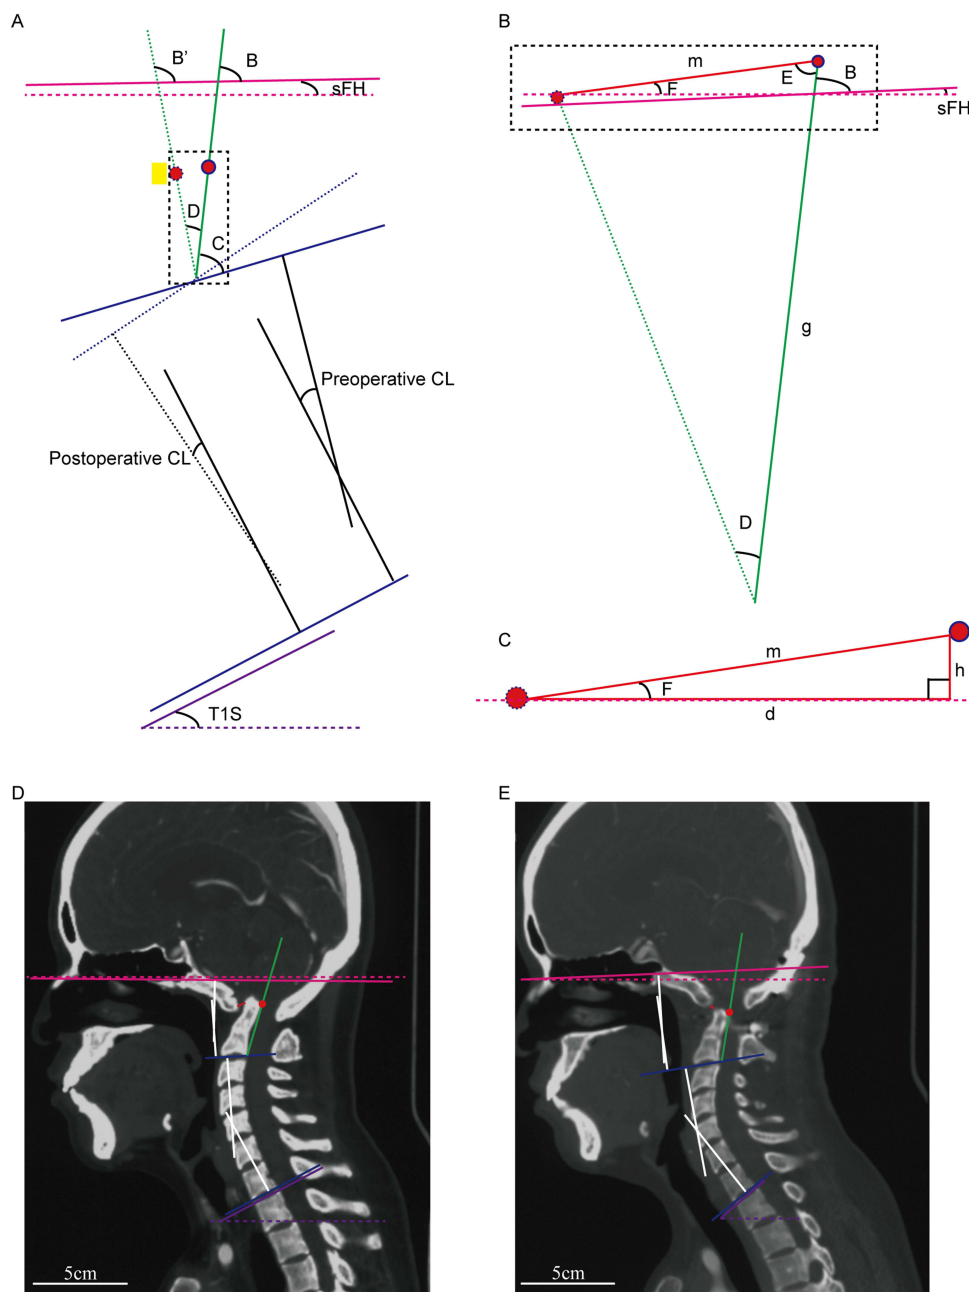 A
B'
B
sFH
D
C
Preoperative CL
Postoperative CL
T1S
B
m
E
B
F
sFH
g
D
C
m
h
F
d
D
5cm
E
5cm